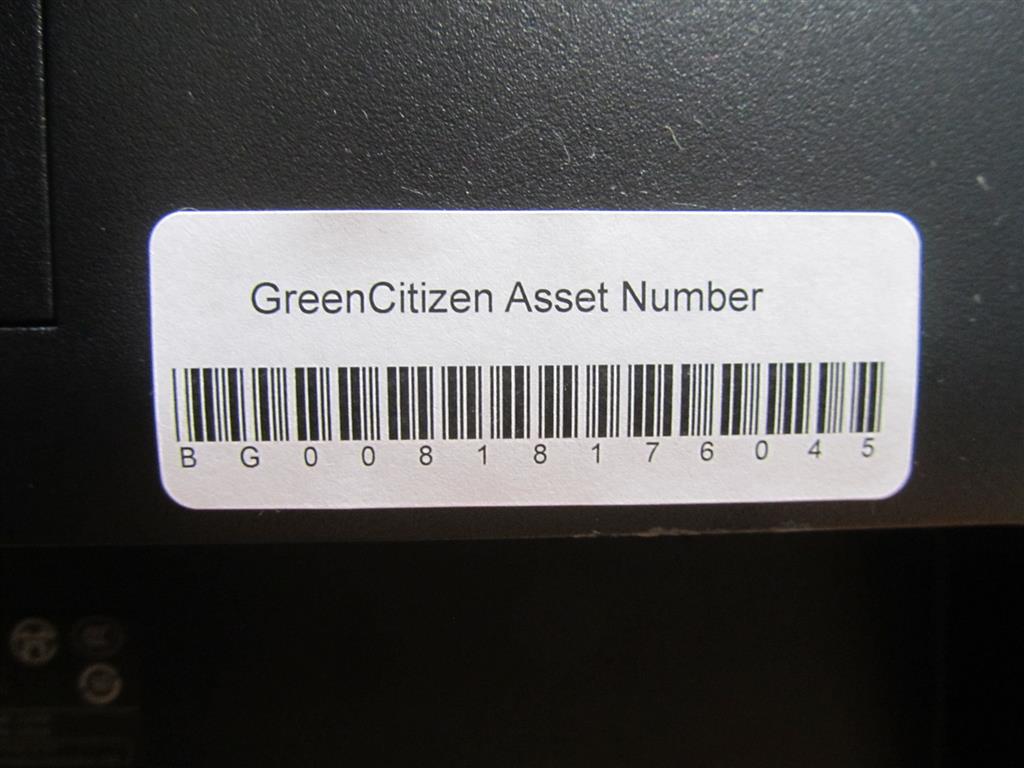 GreenCitizen Asset Number
B G 0 0 8 1 8 1 7 6 0 4 5